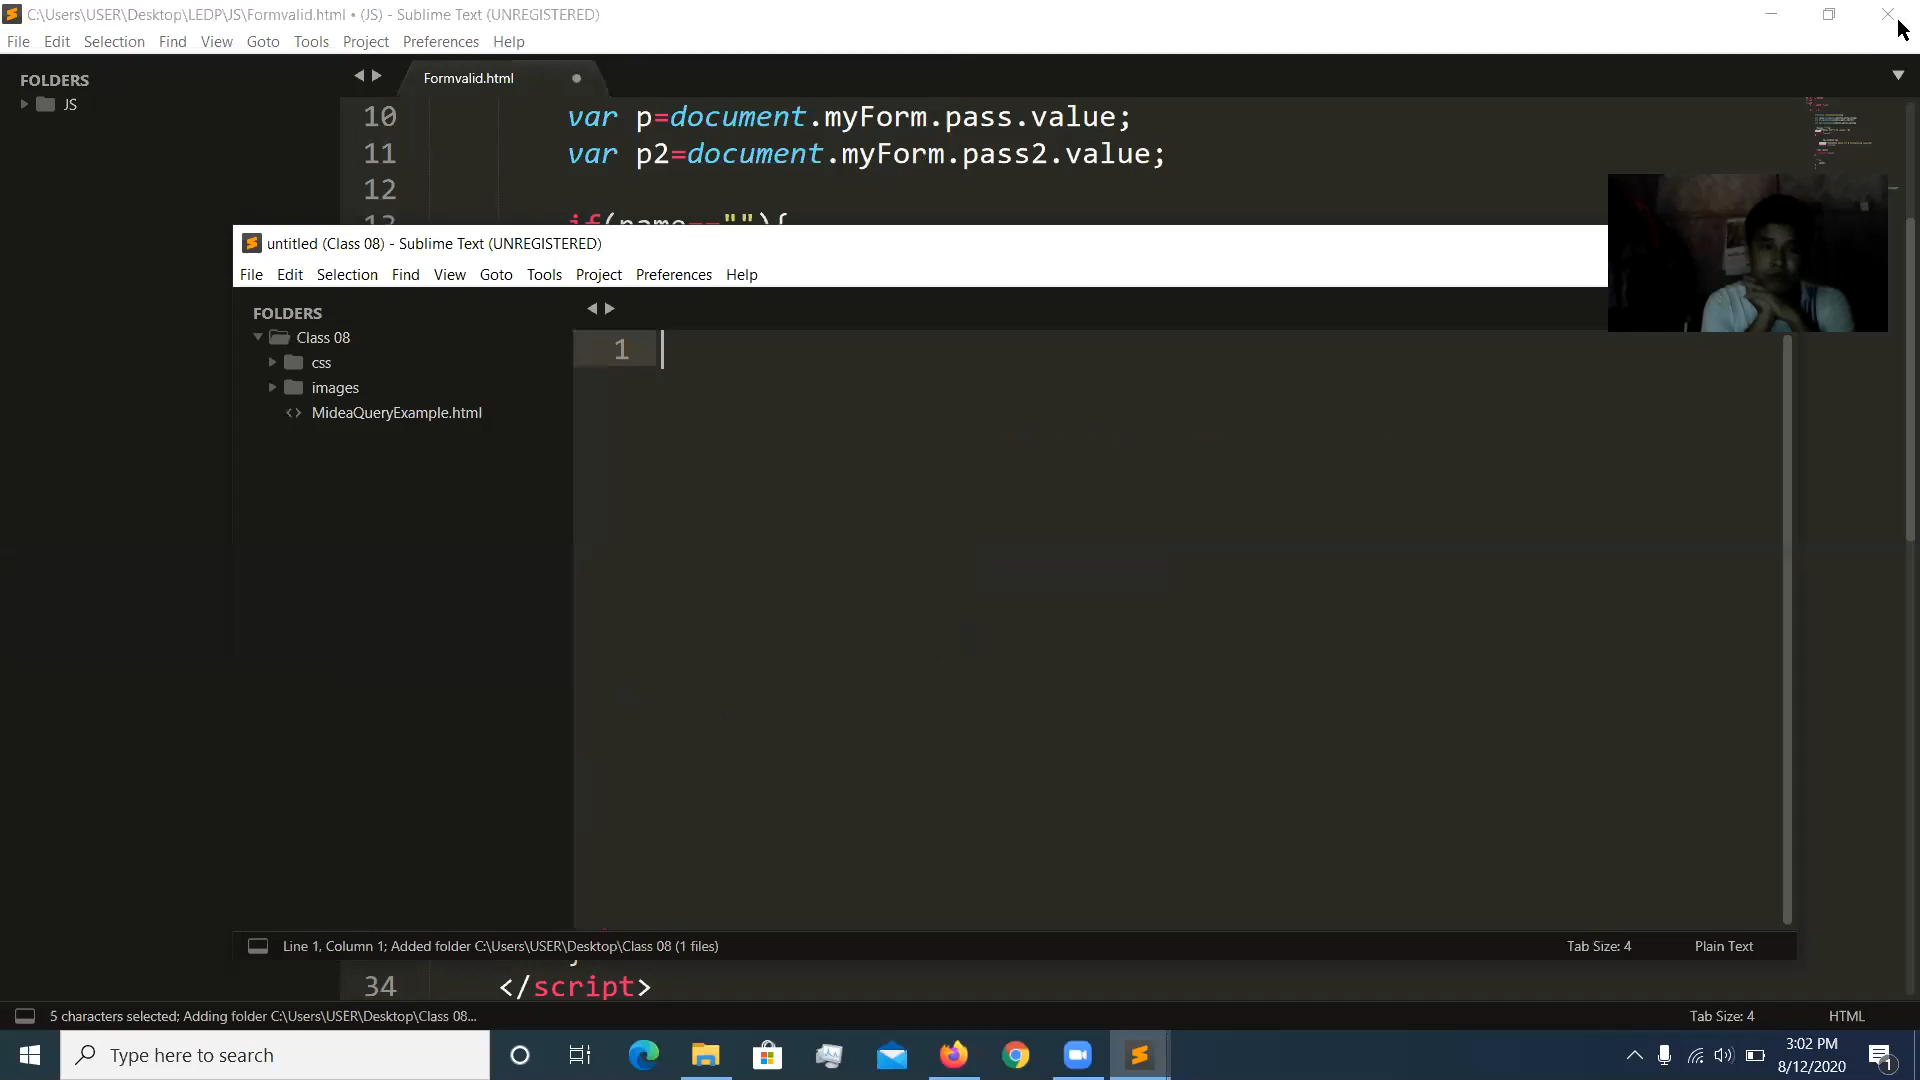 C:\Users\USER\Desktop\LEDP\JS\Formvalid.html • (JS) - Sublime Text (UNREGISTERED)
File Edit Selection Find View Goto Tools Project Preferences Help
FOLDERS
JS
Formvalid.html
10 var p=document.myForm.pass.value;
11 var p2=document.myForm.pass2.value;
12
13 if(name==""){
untitled (Class 08) - Sublime Text (UNREGISTERED)
File Edit Selection Find View Goto Tools Project Preferences Help
FOLDERS
Class 08
css
images
MideaQueryExample.html
1
Line 1, Column 1; Added folder C:\Users\USER\Desktop\Class 08 (1 files)
Tab Size: 4
Plain Text
34 </script>
5 characters selected; Adding folder C:\Users\USER\Desktop\Class 08...
Tab Size: 4
HTML
Type here to search
3:02 PM
8/12/2020
1